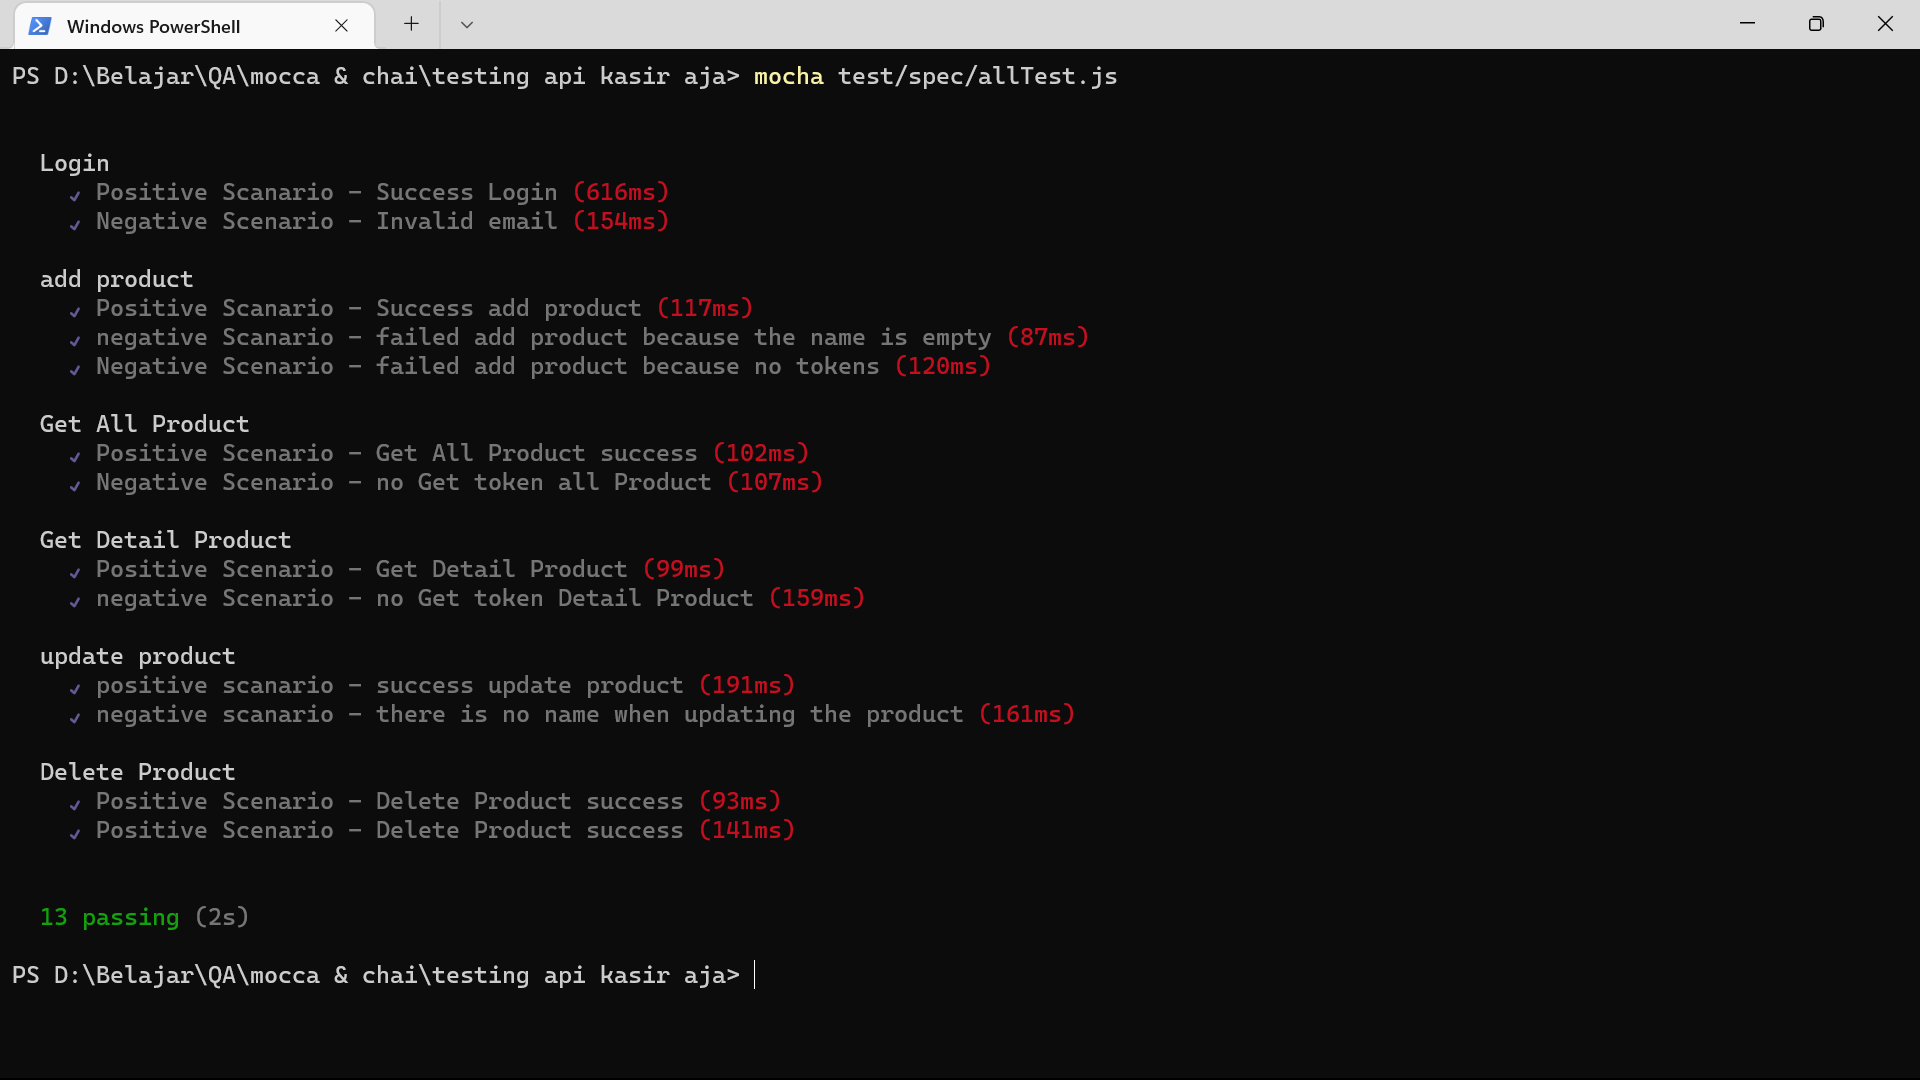 Windows PowerShell
PS D:\Belajar\QA\mocca & chai\testing api kasir aja> mocha test/spec/allTest.js
Login
✓ Positive Scanario - Success Login (616ms)
✓ Negative Scenario - Invalid email (154ms)
add product
✓ Positive Scanario - Success add product (117ms)
✓ negative Scanario - failed add product because the name is empty (87ms)
✓ Negative Scenario - failed add product because no tokens (120ms)
Get All Product
✓ Positive Scenario - Get All Product success (102ms)
✓ Negative Scenario - no Get token all Product (107ms)
Get Detail Product
✓ Positive Scenario - Get Detail Product (99ms)
✓ negative Scenario - no Get token Detail Product (159ms)
update product
✓ positive scanario - success update product (191ms)
✓ negative scanario - there is no name when updating the product (161ms)
Delete Product
✓ Positive Scenario - Delete Product success (93ms)
✓ Positive Scenario - Delete Product success (141ms)
13 passing (2s)
PS D:\Belajar\QA\mocca & chai\testing api kasir aja>